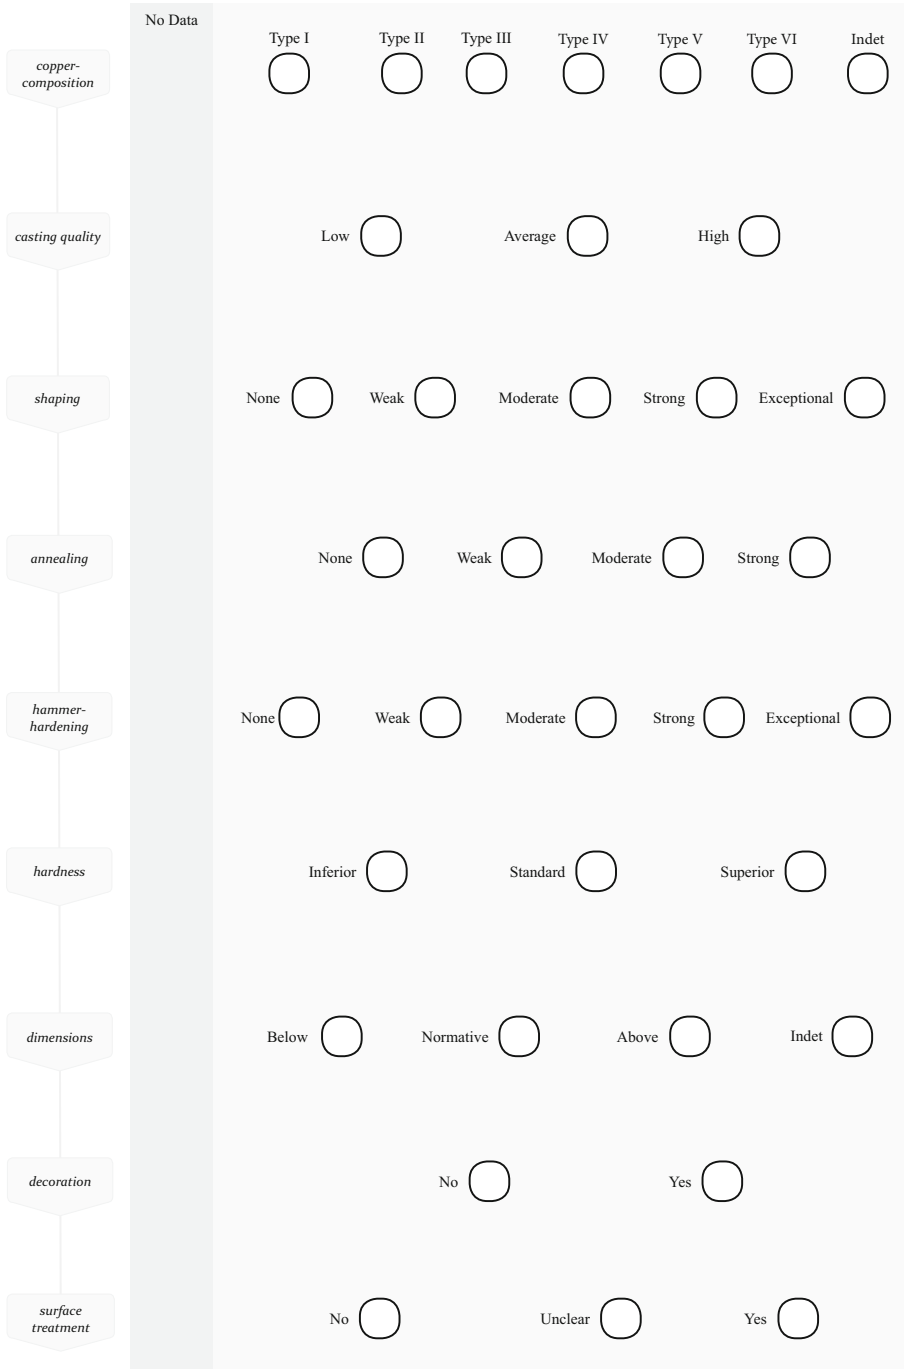 No Data
Type I Type II Type III Type IV Type V Type VI Indet
copper-
composition
casting quality Low Average High
shaping None Weak Moderate Strong Exceptional
annealing None Weak Moderate Strong
hammer-
hardening
None Weak Moderate Strong Exceptional
hardness Inferior Standard Superior
dimensions Below Normative Above Indet
decoration No Yes
surface
treatment
No Unclear Yes